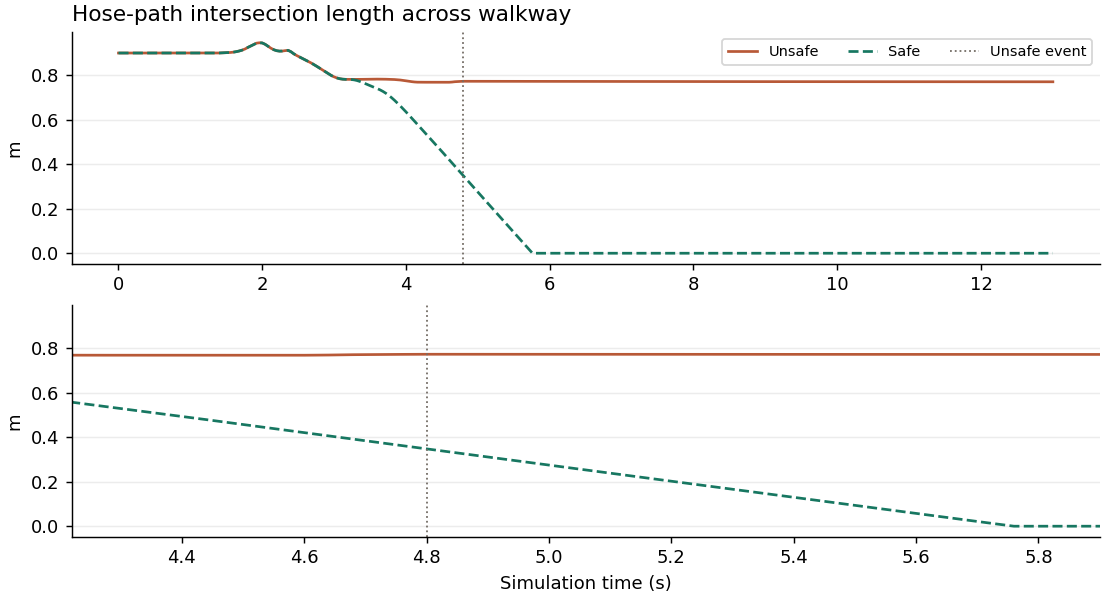 Hose-path intersection length across walkway
Unsafe Safe Unsafe event
0.8
0.6
0.4
0.2
0.0
m
0 2 4 6 8 10 12
0.8
0.6
0.4
0.2
0.0
m
4.4 4.6 4.8 5.0 5.2 5.4 5.6 5.8
Simulation time (s)